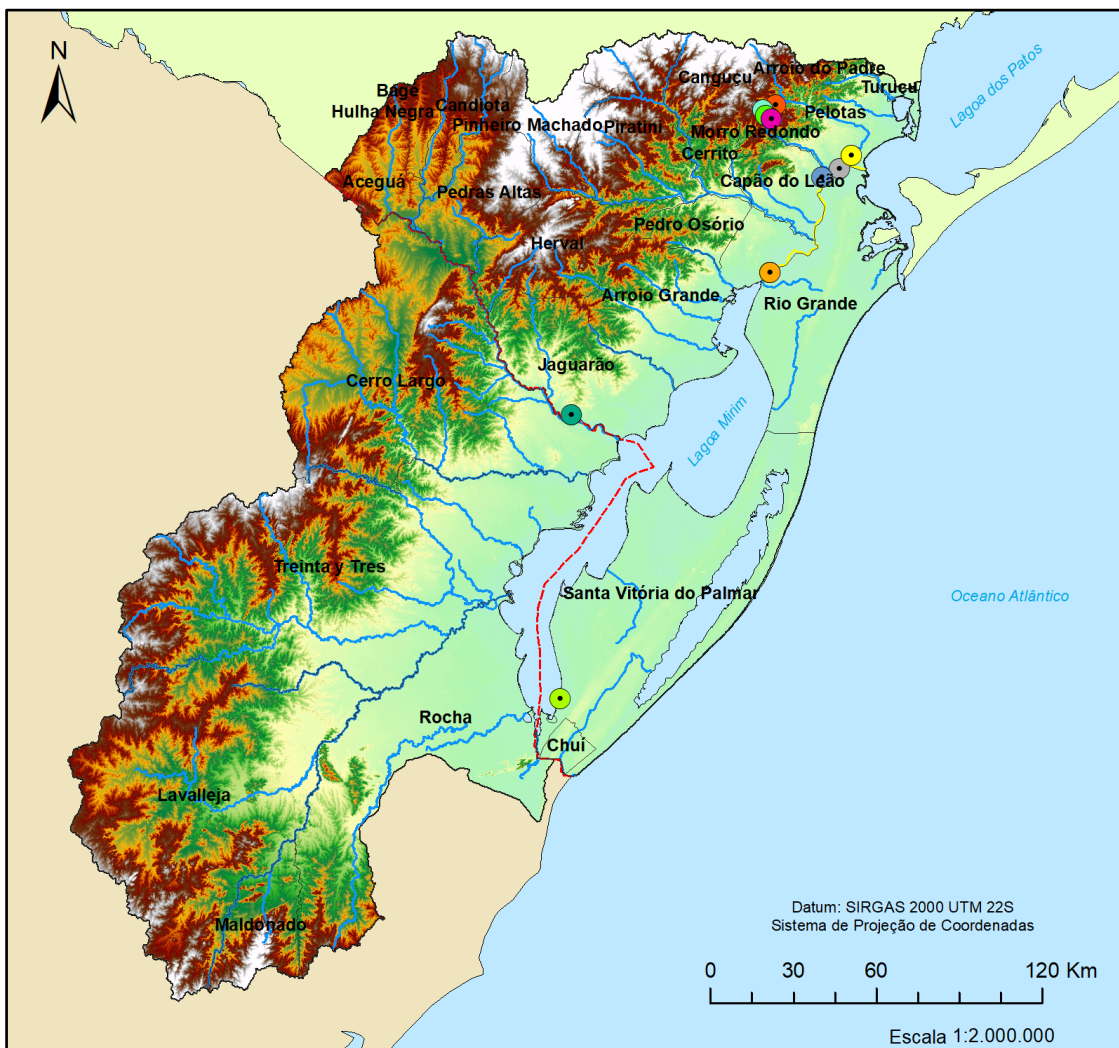 N
Lagoa dos Patos
Arroio do Padre
Canguçu
Turuçu
Bagé
Hulha Negra
Candiota
Pelotas
Pinheiro Machado
Piratini
Morro Redondo
Cerrito
Aceguá
Pedras Altas
Capão do Leão
Pedro Osório
Herval
Arroio Grande
Rio Grande
Jaguarão
Cerro Largo
Lagoa Mirim
Treinta y Tres
Santa Vitória do Palmar
Oceano Atlântico
Rocha
Chuí
Lavalleja
Maldonado
Datum: SIRGAS 2000 UTM 22S
Sistema de Projeção de Coordenadas
0 30 60 120 Km
Escala 1:2.000.000